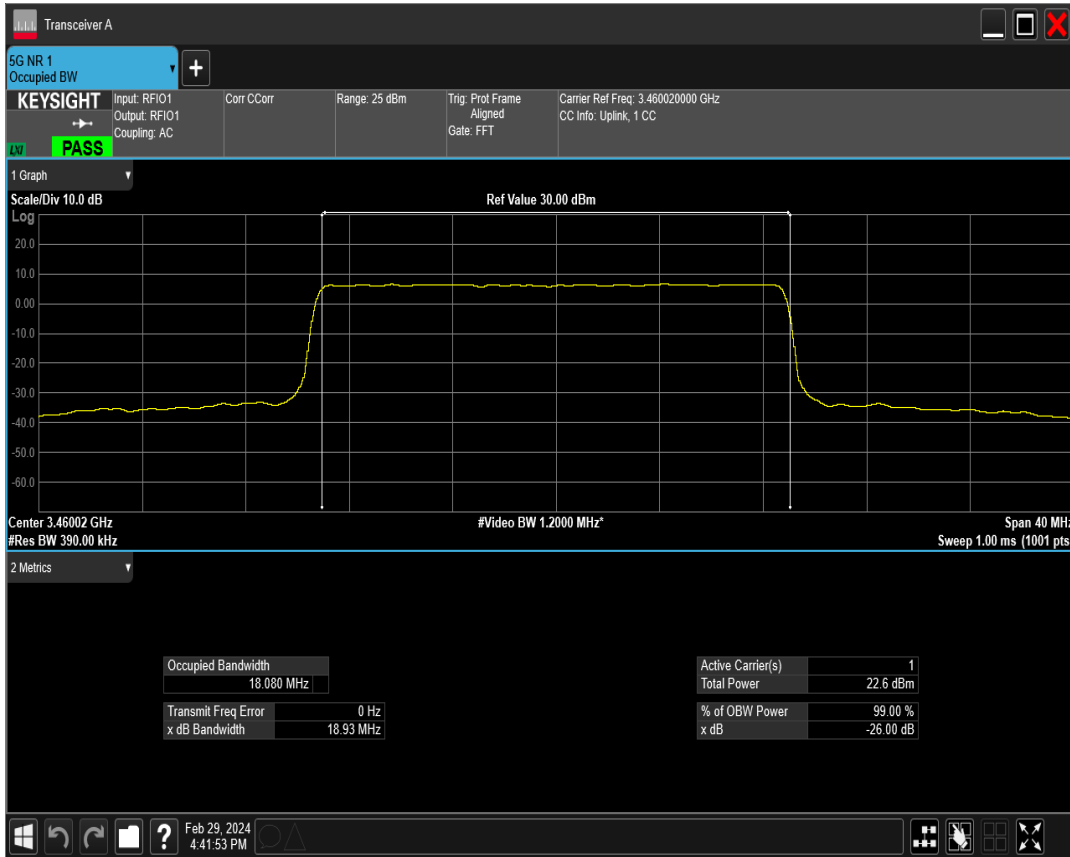 Transceiver A
5G NR 1
Occupied BW
KEYSIGHT
LXI
PASS
Input: RFIO1
Output: RFIO1
Coupling: AC
Corr CCorr
Range: 25 dBm
Trig: Prot Frame
Aligned
Gate: FFT
Carrier Ref Freq: 3.460020000 GHz
CC Info: Uplink, 1 CC
1 Graph
Scale/Div 10.0 dB
Ref Value 30.00 dBm
Log
20.0
10.0
0.00
-10.0
-20.0
-30.0
-40.0
-50.0
-60.0
Center 3.46002 GHz
#Video BW 1.2000 MHz*
Span 40 MHz
#Res BW 390.00 kHz
Sweep 1.00 ms (1001 pts
2 Metrics
Occupied Bandwidth
18.080 MHz
Transmit Freq Error 0 Hz
x dB Bandwidth 18.93 MHz
Active Carrier(s) 1
Total Power 22.6 dBm
% of OBW Power 99.00 %
x dB -26.00 dB
?
Feb 29, 2024
4:41:53 PM